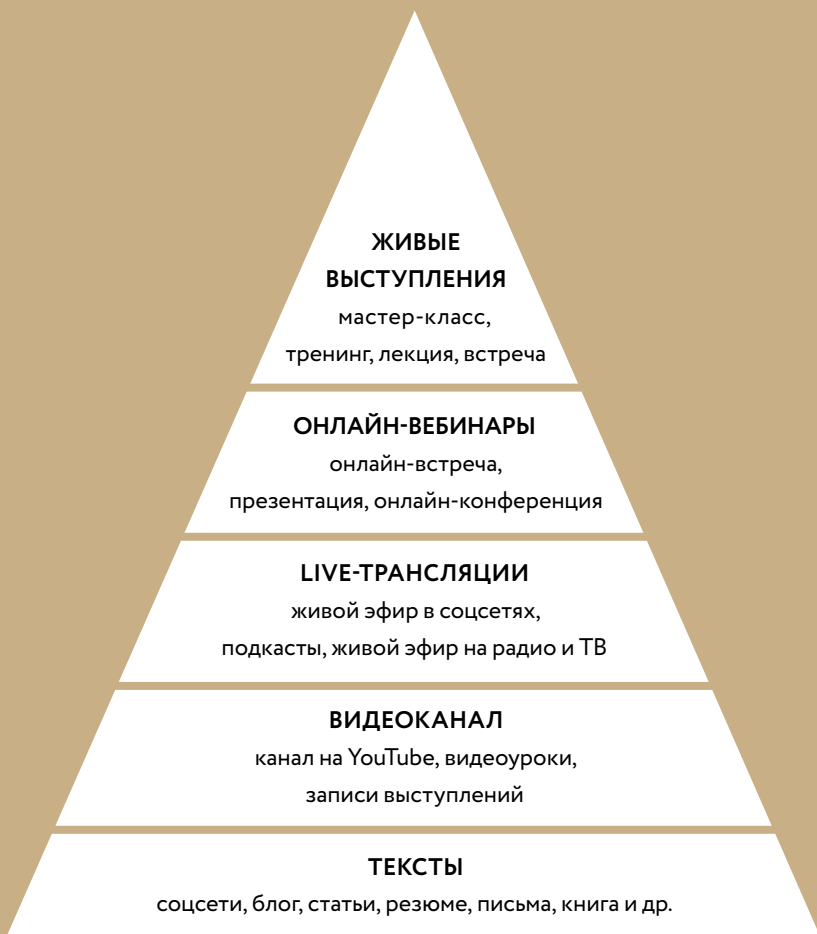 ЖИВЫЕ
ВЫСТУПЛЕНИЯ
мастер-класс,
тренинг, лекция, встреча
ОНЛАЙН-ВЕБИНАРЫ
онлайн-встреча,
презентация, онлайн-конференция
LIVE-ТРАНСЛЯЦИИ
живой эфир в соцсетях,
подкасты, живой эфир на радио и ТВ
ВИДЕОКАНАЛ
канал на YouTube, видеоуроки,
записи выступлений
ТЕКСТЫ
соцсети, блог, статьи, резюме, письма, книга и др.